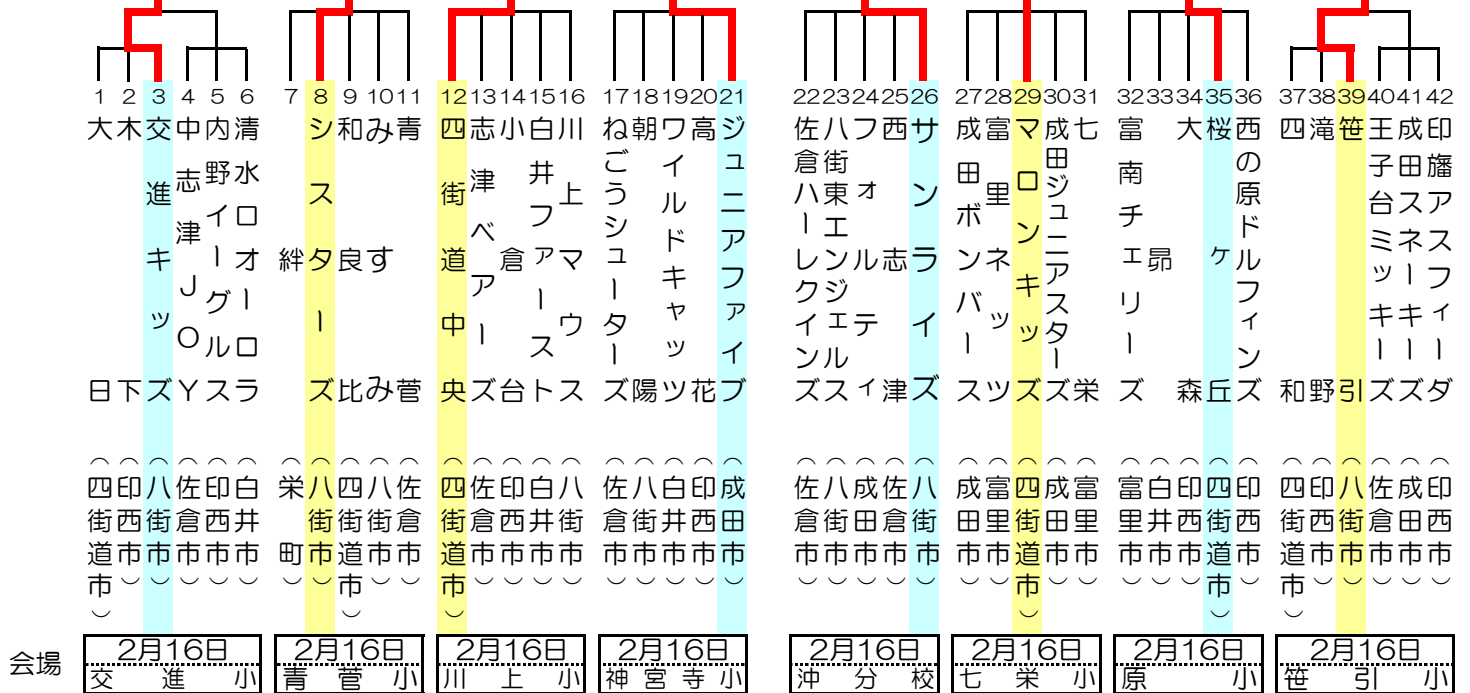 1 2 3 4 5 6 7 8 9 10 11 12 13 14 15 16 17 18 19 20 21 22 23 24 25 26 27 28 29 30 31 32 33 34 35 36 37 38 39 40 41 42
大日
木下
交進キッズ
中志津JOY
内野イーグルス
清水口オーロラ
絆
シスターズ
和良比
みすみ
青菅
四街道中央
志津ベアーズ
小倉台
白井ファースト
川上マウス
ねごうシューターズ
朝陽
ワイルドキャッツ
高花
ジュニアファイブ
佐倉ハーレクインズ
八街東エンジェルス
フォルティ
西志津
サンライズ
成田ボンバース
富里ネッツ
マロンキッズ
成田ジュニアスターズ
七栄
富南チェリーズ
昴
大森
桜ヶ丘
西の原ドルフィンズ
四和
滝野
笹引
王子台ミッキーズ
成田スネーキーズ
印旛アスフィーダ
(四街道市)
(印西市)
(八街市)
(佐倉市)
(印西市)
(白井市)
(栄町)
(八街市)
(四街道市)
(八街市)
(佐倉市)
(四街道市)
(佐倉市)
(印西市)
(白井市)
(八街市)
(佐倉市)
(八街市)
(白井市)
(印西市)
(成田市)
(佐倉市)
(八街市)
(成田市)
(佐倉市)
(八街市)
(成田市)
(富里市)
(四街道市)
(成田市)
(富里市)
(富里市)
(白井市)
(印西市)
(四街道市)
(印西市)
(四街道市)
(印西市)
(八街市)
(佐倉市)
(成田市)
(印西市)
会場
2月16日 2月16日 2月16日 2月16日 2月16日 2月16日 2月16日 2月16日
交進小 青菅小 川上小 神宮寺小 沖分校 七栄小 原小 笹引小